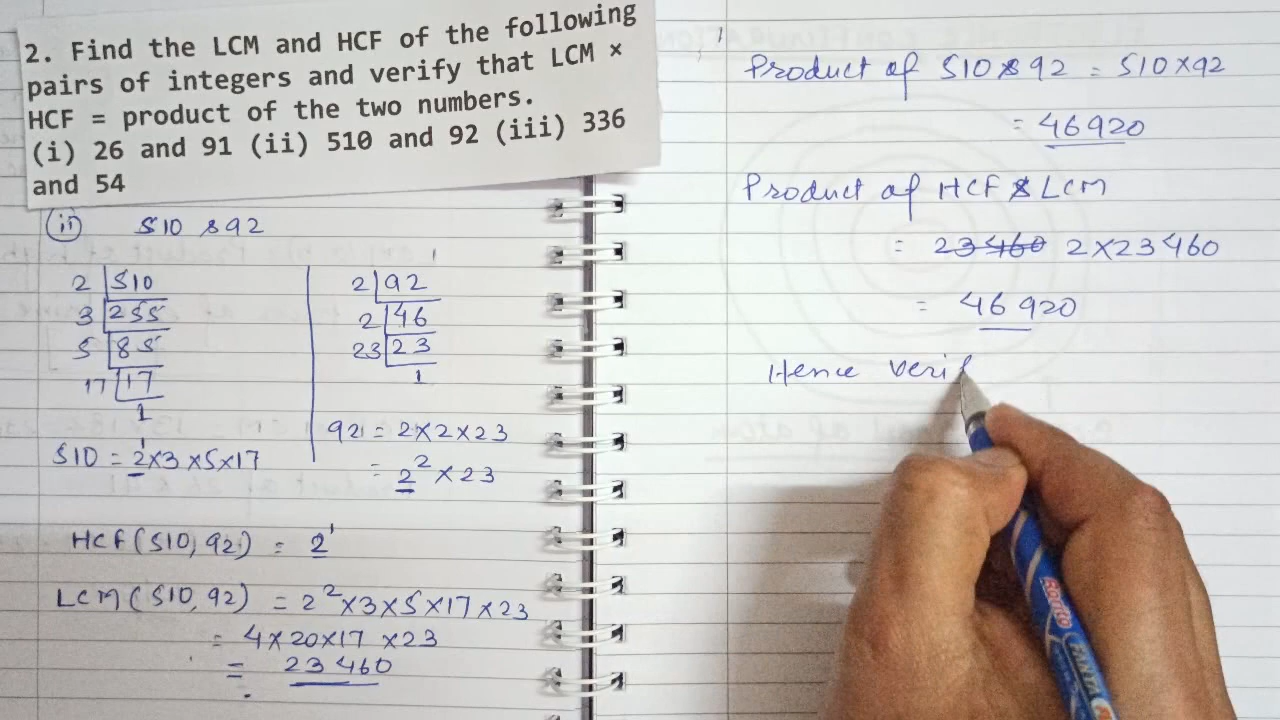 2. Find the LCM and HCF of the following
pairs of integers and verify that LCM ×
HCF = product of the two numbers.
(i) 26 and 91 (ii) 510 and 92 (iii) 336
and 54
(ii) 510 & 92
2 510
3 255
5 85
17 17
1
510 = 2¹×3×5×17
2 92
2 46
23 23
1
92 = 2×2×23
= 2² × 23
HCF (510, 92) = 2¹
LCM (510, 92) = 2²×3×5×17×23
= 4×20×17×23
= 23460
Product of 510 & 92 = 510×92
= 46920
Product of HCF & LCM
= 23460 2×23460
= 46920
Hence verif